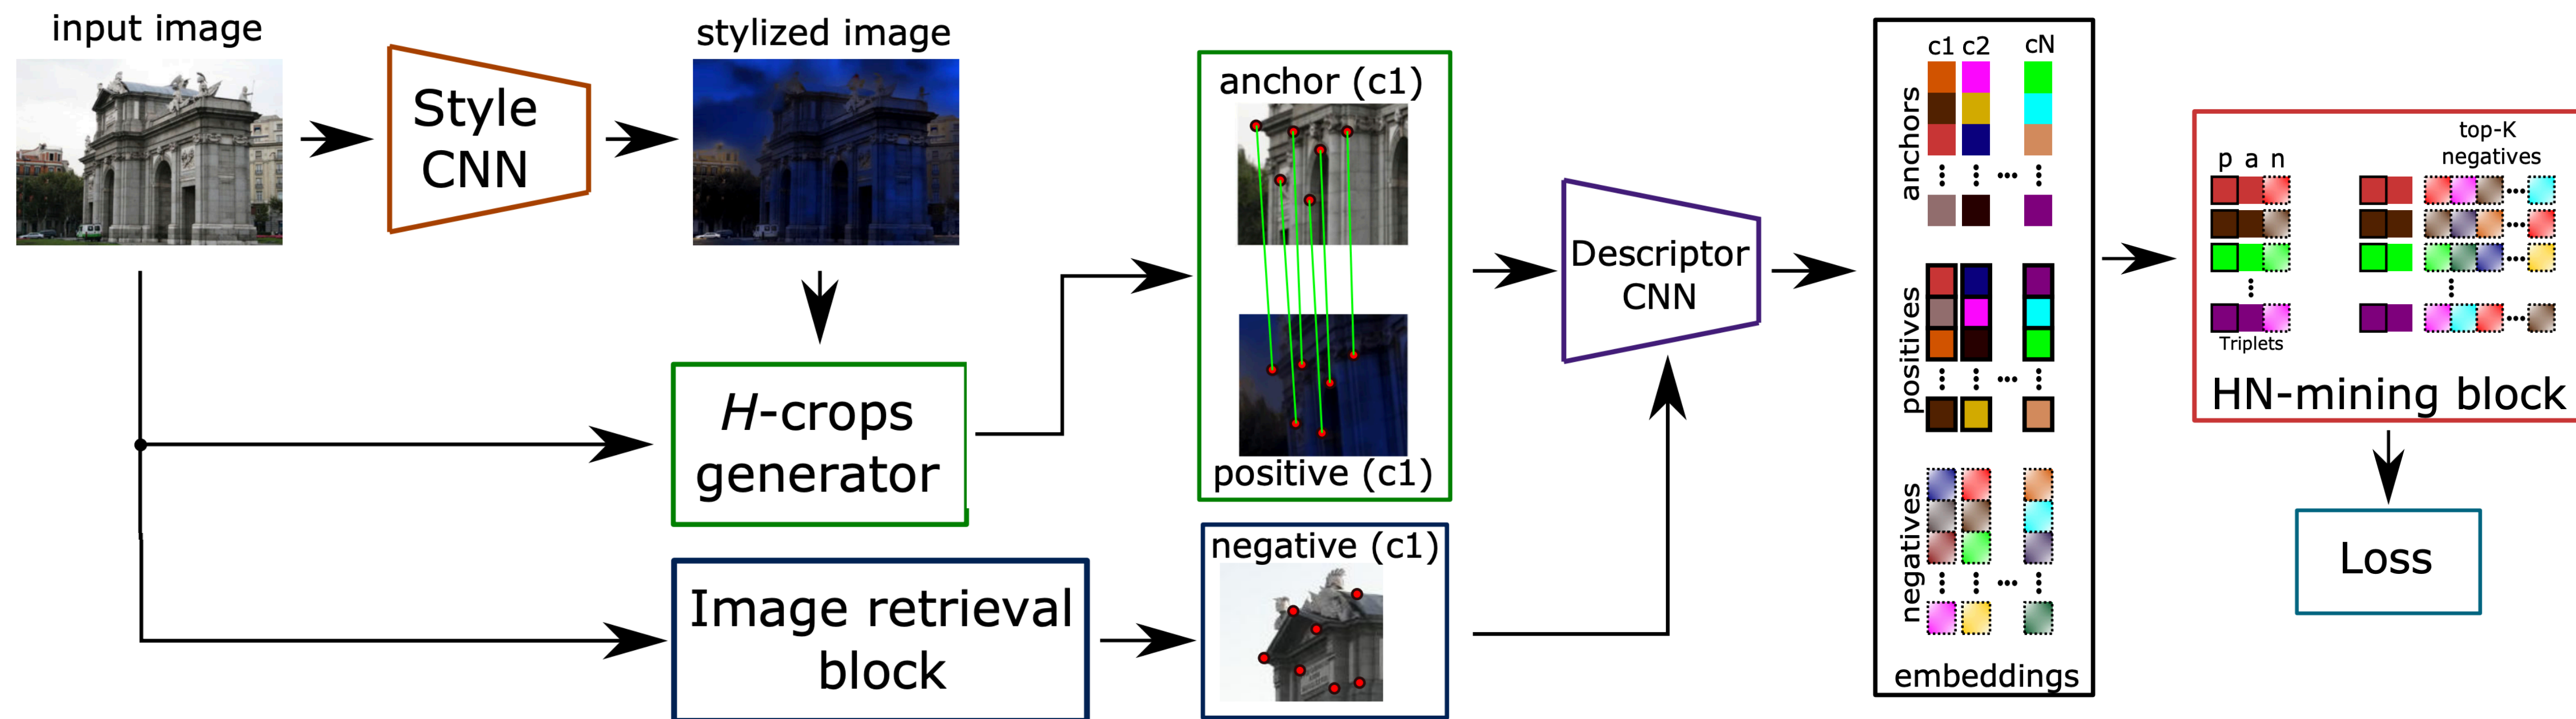 input image
Style
CNN
stylized image
H-crops
generator
Image retrieval
block
anchor (c1)
positive (c1)
negative (c1)
Descriptor
CNN
c1 c2 cN
anchors
positives
negatives
embeddings
top-K
negatives
p a n
Triplets
HN-mining block
Loss